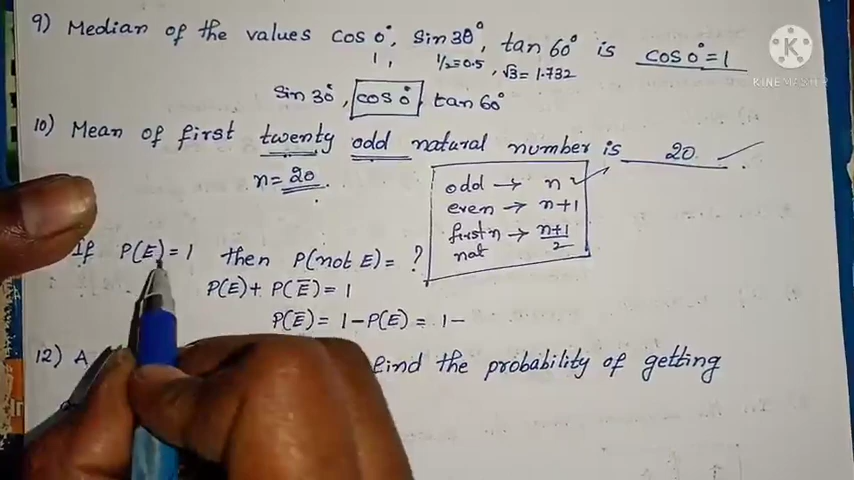 9) Median of the values cos 0°, sin 30°, tan 60° is cos 0° = 1
1, 1/2 = 0.5, √3 = 1.732
sin 30°, cos 0°, tan 60°
10) Mean of first twenty odd natural number is 20
n = 20
odd → n
even → n+1
first n nat → n+1/2
If P(E) = 1 then P(not E) = ?
P(E) + P(E̅) = 1
P(E̅) = 1 - P(E) = 1 -
12) A find the probability of getting
K
KINEMASTER